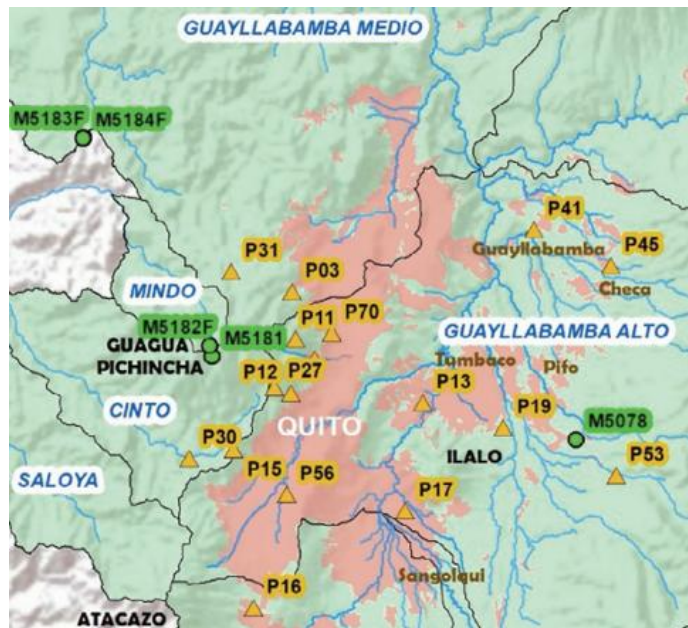 GUAYLLABAMBA MEDIO
M5183F M5184F
P41
P45
Guayllabamba
Checa
P31
P03
MINDO
P11
P70
M5182F
M5181
GUAGUA
PICHINCHA
GUAYLLABAMBA ALTO
Tumbaco
Pifo
P12
P27
P13
CINTO
QUITO
P19
M5078
P30
ILALO
P53
SALOYA
P15
P56
P17
Sangolqui
P16
ATACAZO